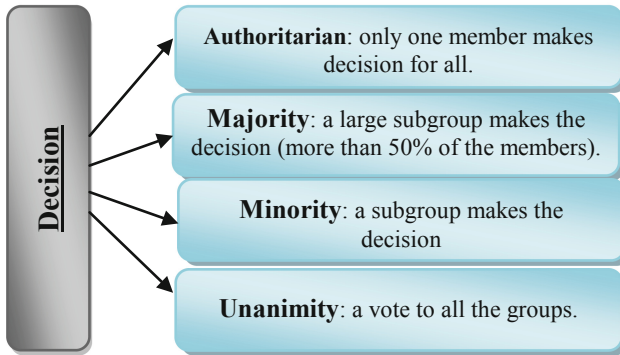 Decision
Authoritarian: only one member makes
decision for all.
Majority: a large subgroup makes the
decision (more than 50% of the members).
Minority: a subgroup makes the
decision
Unanimity: a vote to all the groups.